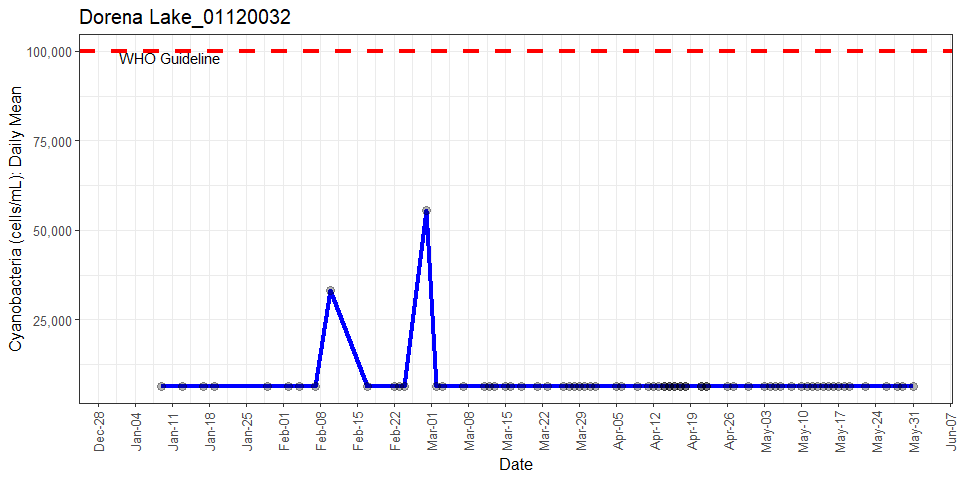 Dorena Lake_01120032
Cyanobacteria (cells/mL): Daily Mean
100,000
75,000
50,000
25,000
WHO Guideline
Dec-28
Jan-04
Jan-11
Jan-18
Jan-25
Feb-01
Feb-08
Feb-15
Feb-22
Mar-01
Mar-08
Mar-15
Mar-22
Mar-29
Apr-05
Apr-12
Apr-19
Apr-26
May-03
May-10
May-17
May-24
May-31
Jun-07
Date